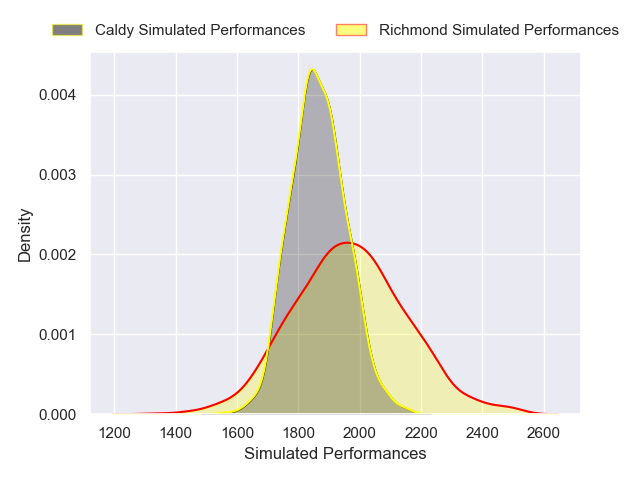 Caldy Simulated Performances Richmond Simulated Performances
0.004
0.003
0.002
0.001
0.000
Density
1200 1400 1600 1800 2000 2200 2400 2600
Simulated Performances